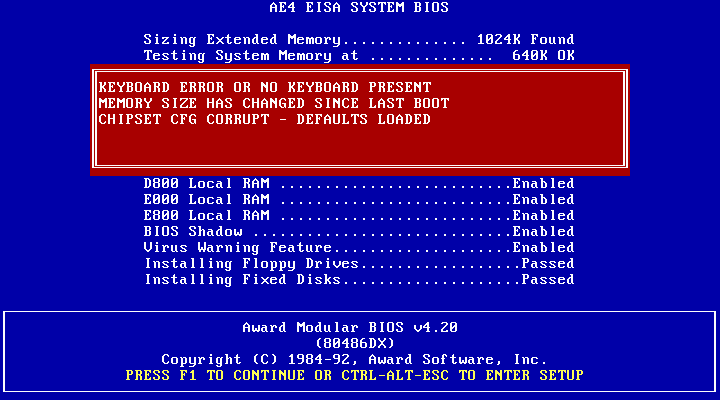 AE4 EISA SYSTEM BIOS
Sizing Extended Memory.............. 1024K Found
Testing System Memory at ..............  640K OK
KEYBOARD ERROR OR NO KEYBOARD PRESENT
MEMORY SIZE HAS CHANGED SINCE LAST BOOT
CHIPSET CFG CORRUPT - DEFAULTS LOADED
D800 Local RAM ..........................Enabled
E000 Local RAM ..........................Enabled
E800 Local RAM ..........................Enabled
BIOS Shadow .............................Enabled
Virus Warning Feature....................Enabled
Installing Floppy Drives..................Passed
Installing Fixed Disks....................Passed
Award Modular BIOS v4.20
(80486DX)
Copyright (C) 1984-92, Award Software, Inc.
PRESS F1 TO CONTINUE OR CTRL-ALT-ESC TO ENTER SETUP